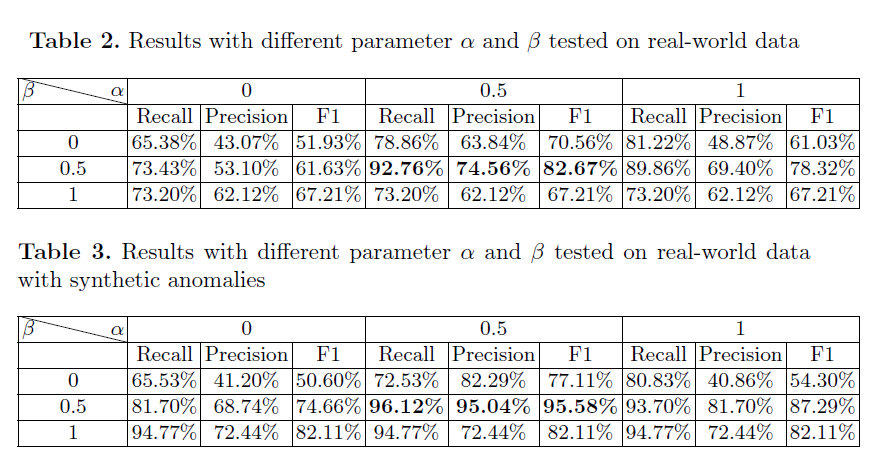 Table 2. Results with different parameter α and β tested on real-world data
β α 0 0.5 1
Recall Precision F1 Recall Precision F1 Recall Precision F1
0 65.38% 43.07% 51.93% 78.86% 63.84% 70.56% 81.22% 48.87% 61.03%
0.5 73.43% 53.10% 61.63% 92.76% 74.56% 82.67% 89.86% 69.40% 78.32%
1 73.20% 62.12% 67.21% 73.20% 62.12% 67.21% 73.20% 62.12% 67.21%
Table 3. Results with different parameter α and β tested on real-world data
with synthetic anomalies
β α 0 0.5 1
Recall Precision F1 Recall Precision F1 Recall Precision F1
0 65.53% 41.20% 50.60% 72.53% 82.29% 77.11% 80.83% 40.86% 54.30%
0.5 81.70% 68.74% 74.66% 96.12% 95.04% 95.58% 93.70% 81.70% 87.29%
1 94.77% 72.44% 82.11% 94.77% 72.44% 82.11% 94.77% 72.44% 82.11%